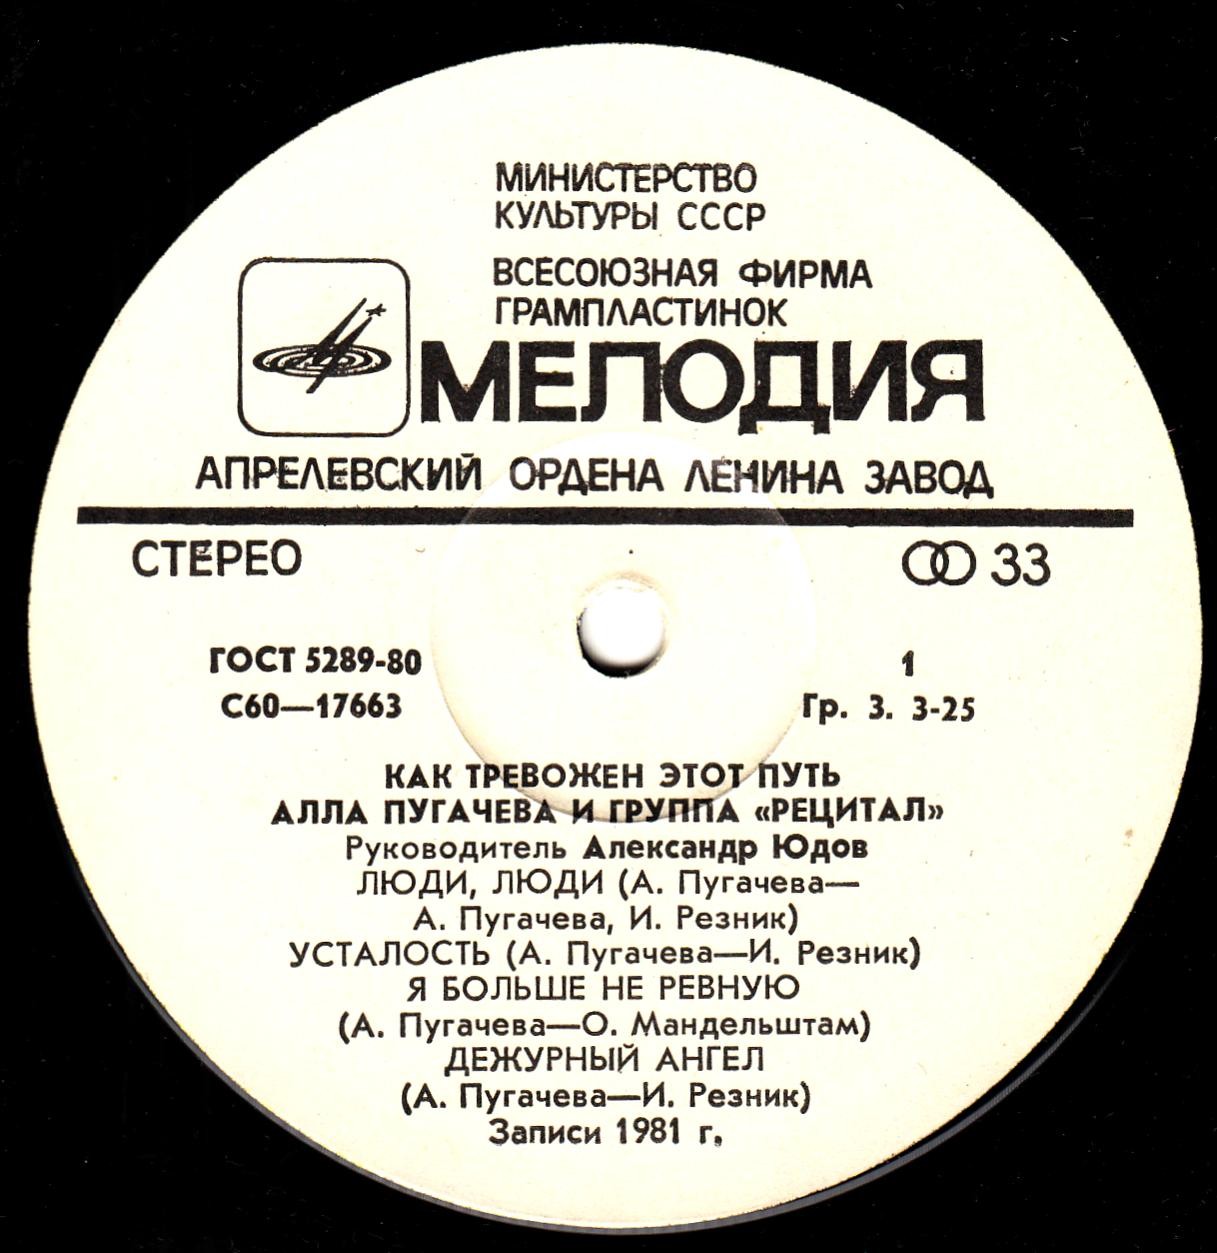 МИНИСТЕРСТВО
КУЛЬТУРЫ СССР
ВСЕСОЮЗНАЯ ФИРМА
ГРАМПЛАСТИНОК
МЕЛОДИЯ
АПРЕЛЕВСКИЙ ОРДЕНА ЛЕНИНА ЗАВОД
СТЕРЕО 33
ГОСТ 5289-80 1
С60—17663 Гр. 3. 3-25
КАК ТРЕВОЖЕН ЭТОТ ПУТЬ
АЛЛА ПУГАЧЕВА И ГРУППА «РЕЦИТАЛ»
Руководитель Александр Юдов
ЛЮДИ, ЛЮДИ (А. Пугачева—
А. Пугачева, И. Резник)
УСТАЛОСТЬ (А. Пугачева—И. Резник)
Я БОЛЬШЕ НЕ РЕВНУЮ
(А. Пугачева—О. Мандельштам)
ДЕЖУРНЫЙ АНГЕЛ
(А. Пугачева—И. Резник)
Записи 1981 г.